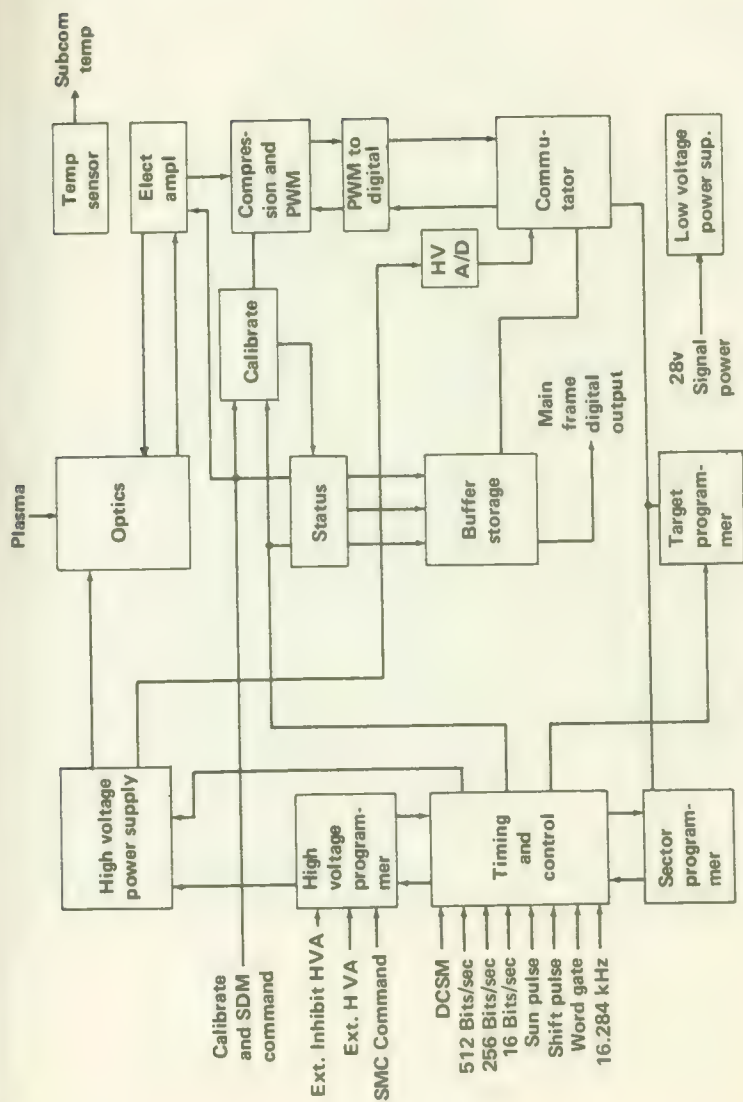 Plasma
Subcom
temp
High voltage
power supply
Optics
Temp
sensor
Elect
ampl
Calibrate
and SDM
command
Calibrate
Compres-
sion and
PWM
Ext. Inhibit HVA
Ext. H VA
SMC Command
High
voltage
program-
mer
Status
PWM to
digital
HV
A/D
DCSM
512 Bits/sec
256 Bits/sec
16 Bits/sec
Sun pulse
Shift pulse
Word gate
16.284 kHz
Timing
and
control
Buffer
storage
Commu-
tator
Main
frame
digital
output
Sector
program-
mer
Target
program-
mer
28v
Signal
power
Low voltage
power sup.